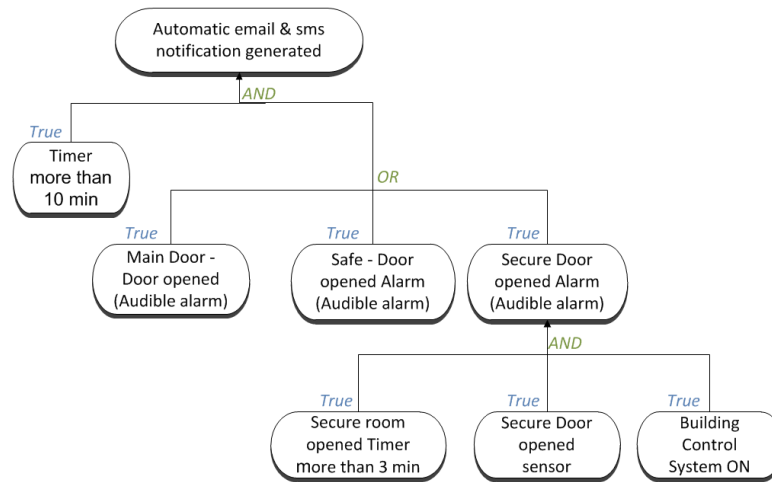 Automatic email & sms
notification generated
AND
True
Timer
more than
10 min
OR
True
True
True
Main Door -
Door opened
(Audible alarm)
Safe - Door
opened Alarm
(Audible alarm)
Secure Door
opened Alarm
(Audible alarm)
AND
True
True
True
Secure room
opened Timer
more than 3 min
Secure Door
opened
sensor
Building
Control
System ON